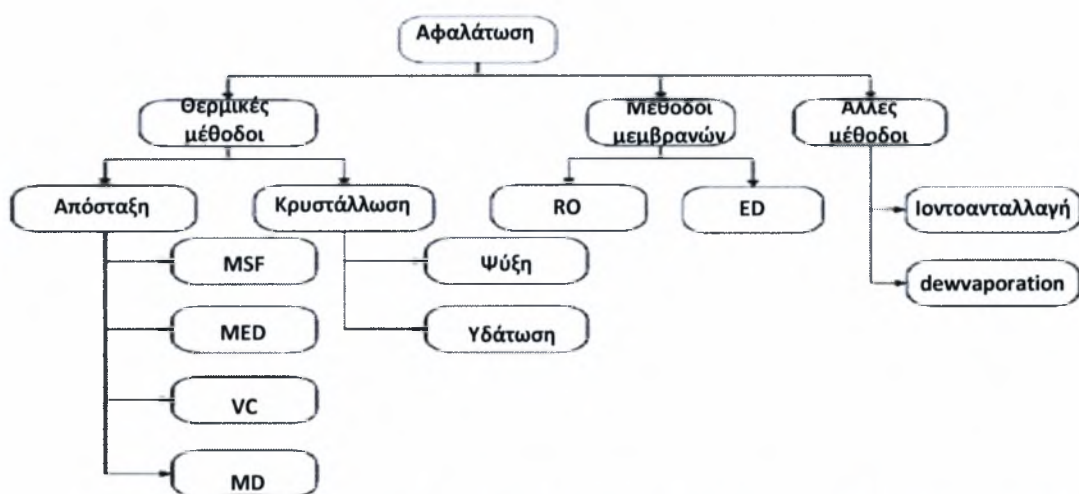 Αφαλάτωση
Θερμικές
μέθοδοι
Μέθοδοι
μεμβρανών
Άλλες
μέθοδοι
Απόσταξη
Κρυστάλλωση
RO
ED
Ιοντοανταλλαγή
MSF
Ψύξη
dewvaporation
MED
Υδάτωση
VC
MD